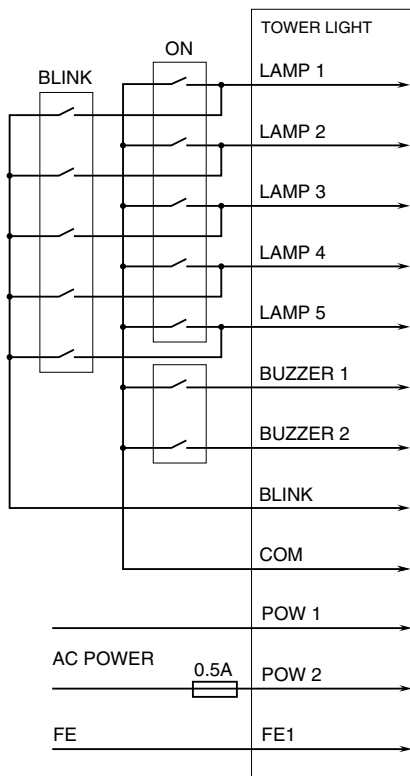 TOWER LIGHT
ON
BLINK
LAMP 1
LAMP 2
LAMP 3
LAMP 4
LAMP 5
BUZZER 1
BUZZER 2
BLINK
COM
POW 1
AC POWER
0.5A
POW 2
FE
FE1